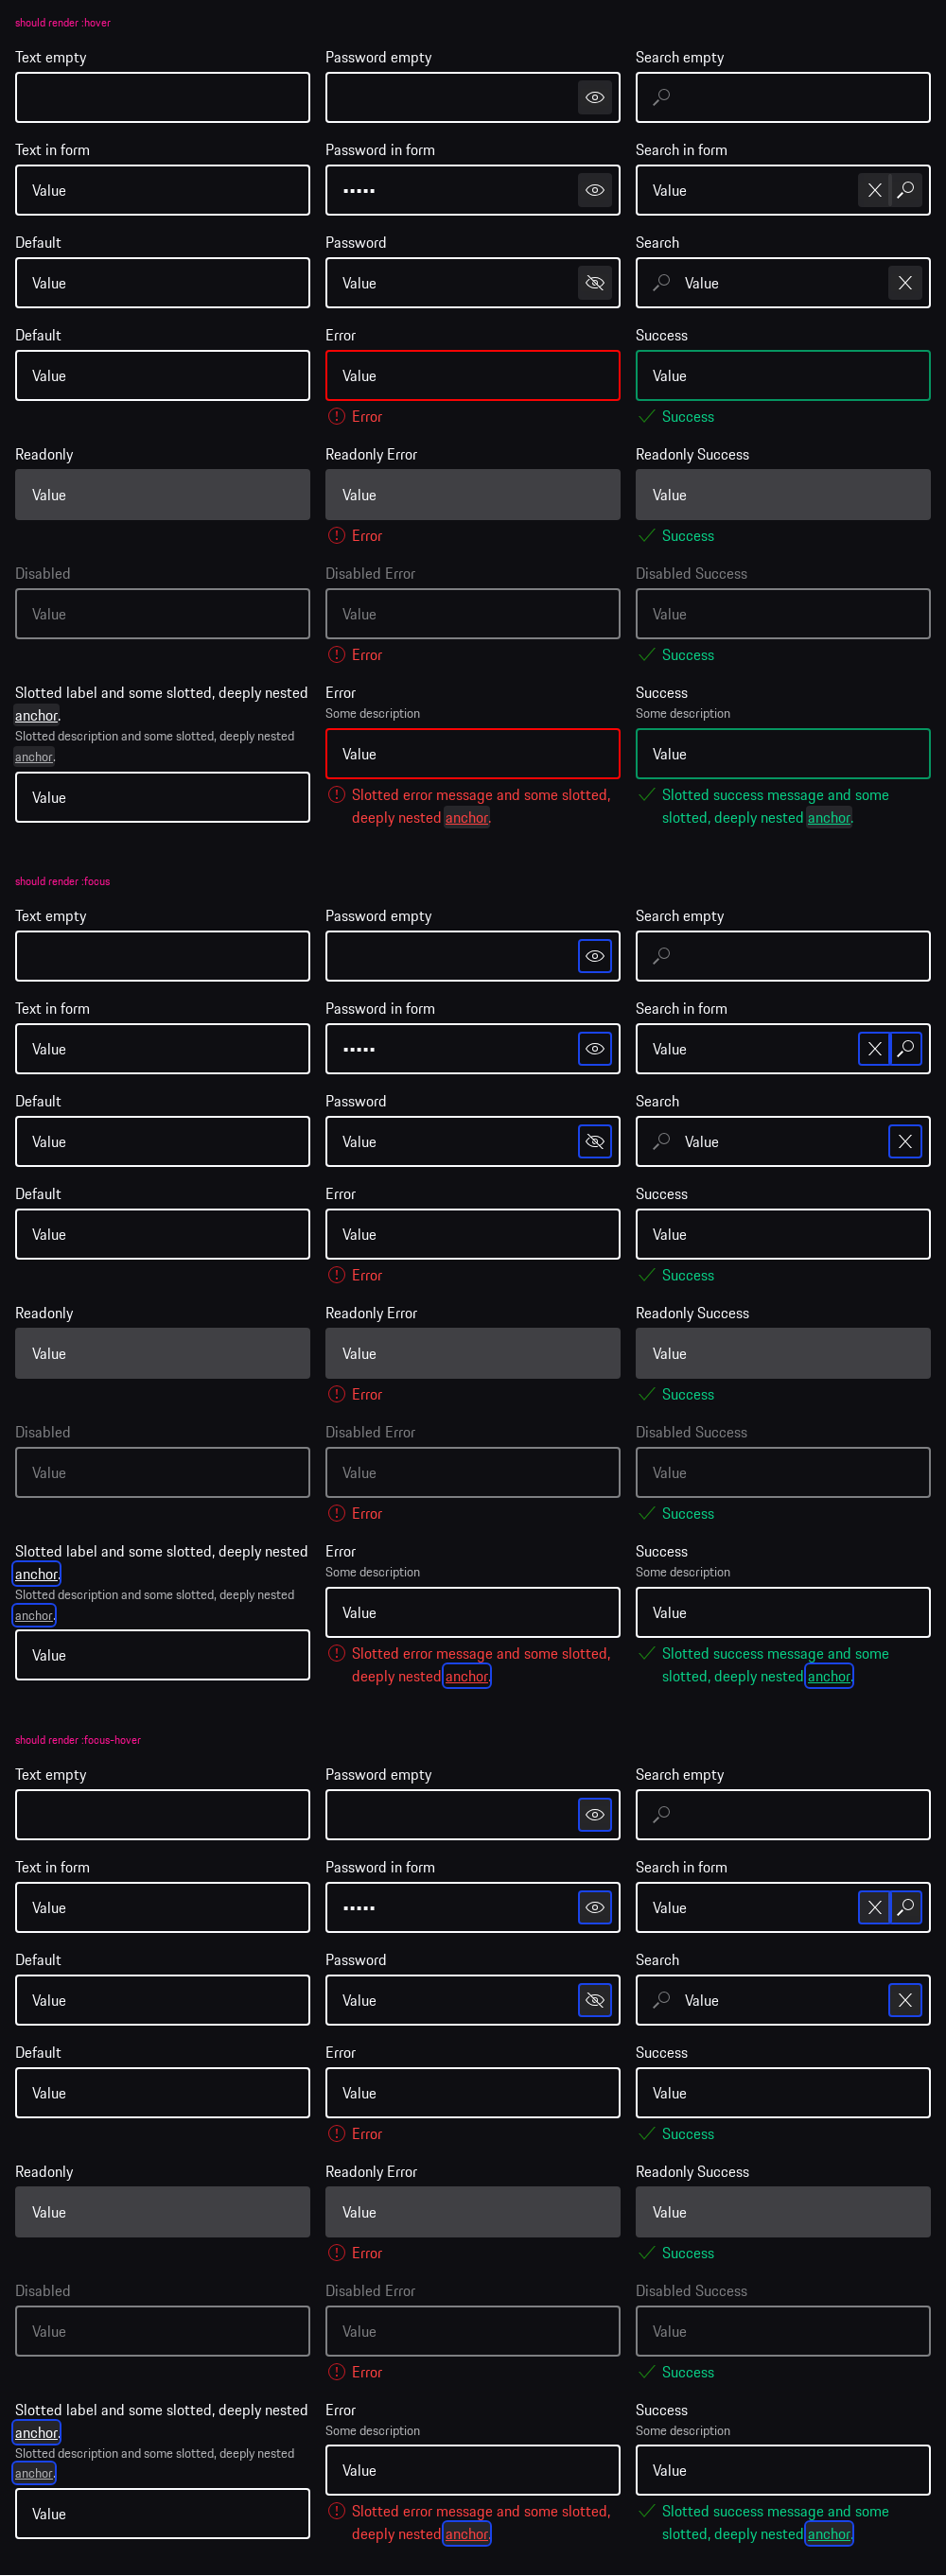 should render :hover
Text empty
Password empty
Search empty
Text in form
Password in form
Search in form
Value
•••••
Value
Default
Password
Search
Value
Value
Value
Default
Error
Success
Value
Value
Value
Error
Success
Readonly
Readonly Error
Readonly Success
Value
Value
Value
Error
Success
Disabled
Disabled Error
Disabled Success
Value
Value
Value
Error
Success
Slotted label and some slotted, deeply nested
anchor.
Slotted description and some slotted, deeply nested
anchor.
Value
Error
Some description
Value
Slotted error message and some slotted,
deeply nested anchor.
Success
Some description
Value
Slotted success message and some
slotted, deeply nested anchor.
should render :focus
Text empty
Password empty
Search empty
Text in form
Password in form
Search in form
Value
•••••
Value
Default
Password
Search
Value
Value
Value
Default
Error
Success
Value
Value
Value
Error
Success
Readonly
Readonly Error
Readonly Success
Value
Value
Value
Error
Success
Disabled
Disabled Error
Disabled Success
Value
Value
Value
Error
Success
Slotted label and some slotted, deeply nested
anchor.
Slotted description and some slotted, deeply nested
anchor.
Value
Error
Some description
Value
Slotted error message and some slotted,
deeply nested anchor.
Success
Some description
Value
Slotted success message and some
slotted, deeply nested anchor.
should render :focus-hover
Text empty
Password empty
Search empty
Text in form
Password in form
Search in form
Value
•••••
Value
Default
Password
Search
Value
Value
Value
Default
Error
Success
Value
Value
Value
Error
Success
Readonly
Readonly Error
Readonly Success
Value
Value
Value
Error
Success
Disabled
Disabled Error
Disabled Success
Value
Value
Value
Error
Success
Slotted label and some slotted, deeply nested
anchor.
Slotted description and some slotted, deeply nested
anchor.
Value
Error
Some description
Value
Slotted error message and some slotted,
deeply nested anchor.
Success
Some description
Value
Slotted success message and some
slotted, deeply nested anchor.